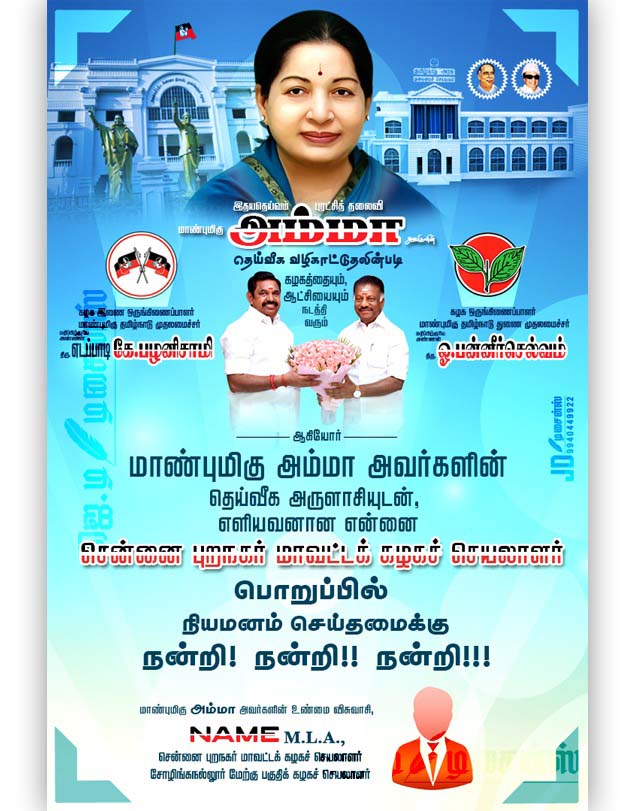 இதயதெய்வம் புரட்சித் தலைவி
மாண்புமிகு அம்மா அவர்களின்
தெய்வீக வழிகாட்டுதலின்படி
கழகத்தையும்,
ஆட்சியையும்
நடத்தி
வரும்
கழக இணை ஒருங்கிணைப்பாளர்
மாண்புமிகு தமிழ்நாடு முதலமைச்சர்
திரு. எடப்பாடி கே.பழனிசாமி
கழக ஒருங்கிணைப்பாளர்
மாண்புமிகு தமிழ்நாடு துணை முதலமைச்சர்
திரு. ஓ.பன்னீர்செல்வம்
ஆகியோர்
மாண்புமிகு அம்மா அவர்களின்
தெய்வீக அருளாசியுடன்,
எளியவனான என்னை
சென்னை புறநகர் மாவட்டக் கழகச் செயலாளர்
பொறுப்பில்
நியமனம் செய்தமைக்கு
நன்றி! நன்றி!! நன்றி!!!
மாண்புமிகு அம்மா அவர்களின் உண்மை விசுவாசி,
NAME M.L.A.,
சென்னை புறநகர் மாவட்டக் கழகச் செயலாளர்
சோழிங்கநல்லூர் மேற்கு பகுதிக் கழகச் செயலாளர்
ஜெ.டி டிசைன்ஸ்
JD டிசைன்ஸ்
9940449922